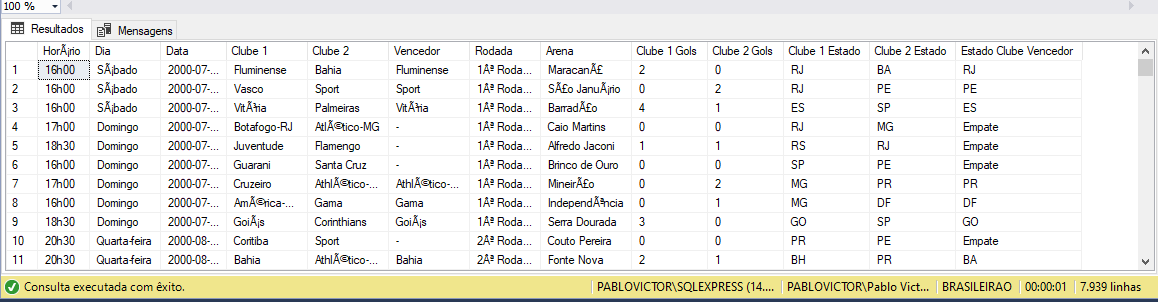 100 %
Resultados Mensagens
HorÃ¡rio Dia Data Clube 1 Clube 2 Vencedor Rodada Arena Clube 1 Gols Clube 2 Gols Clube 1 Estado Clube 2 Estado Estado Clube Vencedor
1 16h00 SÃ¡bado 2000-07-... Fluminense Bahia Fluminense 1Âª Roda... MaracanÃ£ 2 0 RJ BA RJ
2 16h00 SÃ¡bado 2000-07-... Vasco Sport Sport 1Âª Roda... SÃ£o JanuÃ¡rio 0 2 RJ PE PE
3 16h00 SÃ¡bado 2000-07-... VitÃ³ria Palmeiras VitÃ³ria 1Âª Roda... BarradÃ£o 4 1 ES SP ES
4 17h00 Domingo 2000-07-... Botafogo-RJ AtlÃ©tico-MG - 1Âª Roda... Caio Martins 0 0 RJ MG Empate
5 18h30 Domingo 2000-07-... Juventude Flamengo - 1Âª Roda... Alfredo Jaconi 1 1 RS RJ Empate
6 16h00 Domingo 2000-07-... Guarani Santa Cruz - 1Âª Roda... Brinco de Ouro 0 0 SP PE Empate
7 17h00 Domingo 2000-07-... Cruzeiro AthlÃ©tico-... AthlÃ©tico-... 1Âª Roda... MineirÃ£o 0 2 MG PR PR
8 16h00 Domingo 2000-07-... AmÃ©rica-... Gama Gama 1Âª Roda... IndependÃªncia 0 1 MG DF DF
9 18h30 Domingo 2000-07-... GoiÃ¡s Corinthians GoiÃ¡s 1Âª Roda... Serra Dourada 3 0 GO SP GO
10 20h30 Quarta-feira 2000-08-... Coritiba Sport - 2Âª Roda... Couto Pereira 0 0 PR PE Empate
11 20h30 Quarta-feira 2000-08-... Bahia AthlÃ©tico-... Bahia 2Âª Roda... Fonte Nova 2 1 BH PR BA
Consulta executada com êxito. PABLOVICTOR\SQLEXPRESS (14.... PABLOVICTOR\Pablo Vict... BRASILEIRAO 00:00:01 7.939 linhas